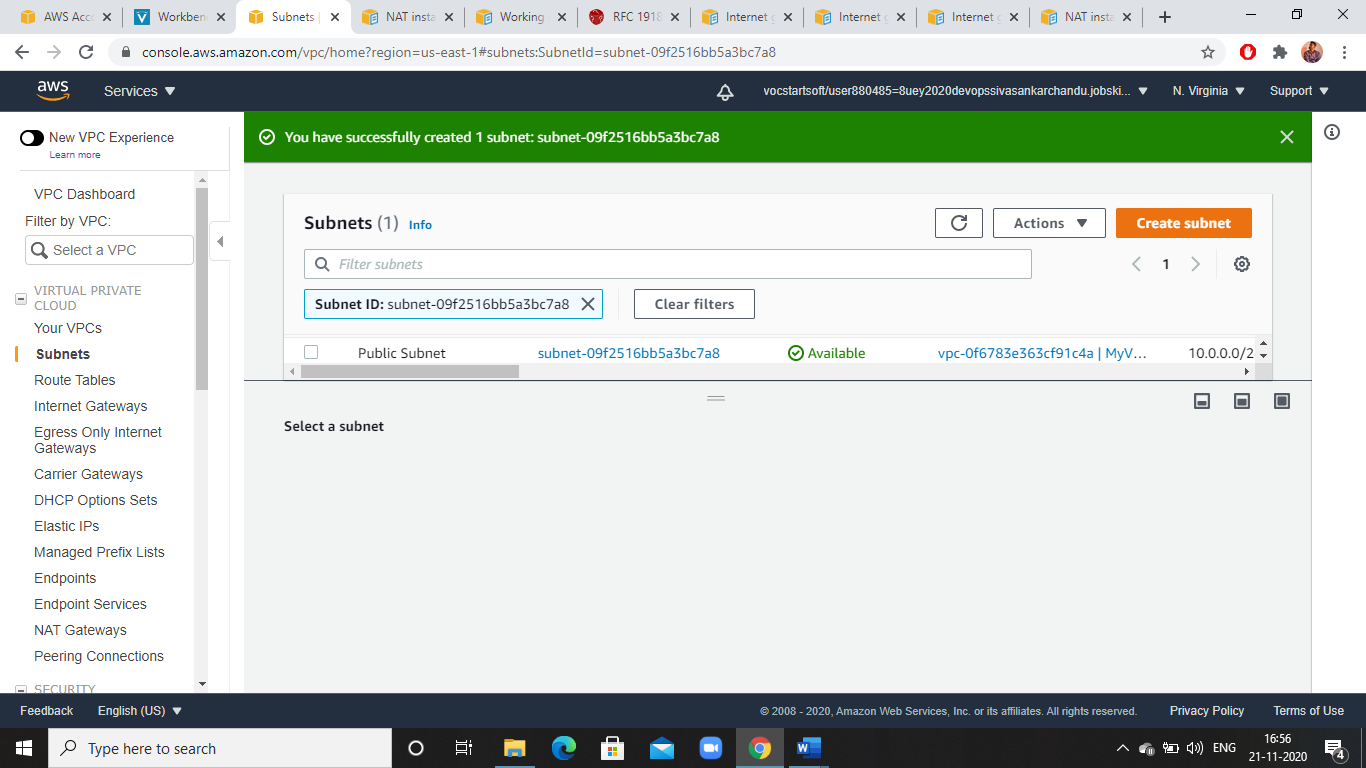 AWS Acc
Workben
Subnets |
NAT insta
Working
RFC 1918
Internet g
Internet g
Internet g
NAT insta
console.aws.amazon.com/vpc/home?region=us-east-1#subnets:SubnetId=subnet-09f2516bb5a3bc7a8
aws
Services
vocstartsoft/user880485=8uey2020devopssivasankarchandu.jobski...
N. Virginia
Support
New VPC Experience
Learn more
You have successfully created 1 subnet: subnet-09f2516bb5a3bc7a8
VPC Dashboard
Filter by VPC:
Select a VPC
VIRTUAL PRIVATE
CLOUD
Your VPCs
Subnets
Route Tables
Internet Gateways
Egress Only Internet
Gateways
Carrier Gateways
DHCP Options Sets
Elastic IPs
Managed Prefix Lists
Endpoints
Endpoint Services
NAT Gateways
Peering Connections
SECURITY
Subnets (1) Info
Actions
Create subnet
Filter subnets
1
Subnet ID: subnet-09f2516bb5a3bc7a8
Clear filters
Public Subnet subnet-09f2516bb5a3bc7a8 Available vpc-0f6783e363cf91c4a | MyV... 10.0.0.0/2
Select a subnet
Feedback English (US) © 2008 - 2020, Amazon Web Services, Inc. or its affiliates. All rights reserved. Privacy Policy Terms of Use
Type here to search
ENG
16:56
21-11-2020
4